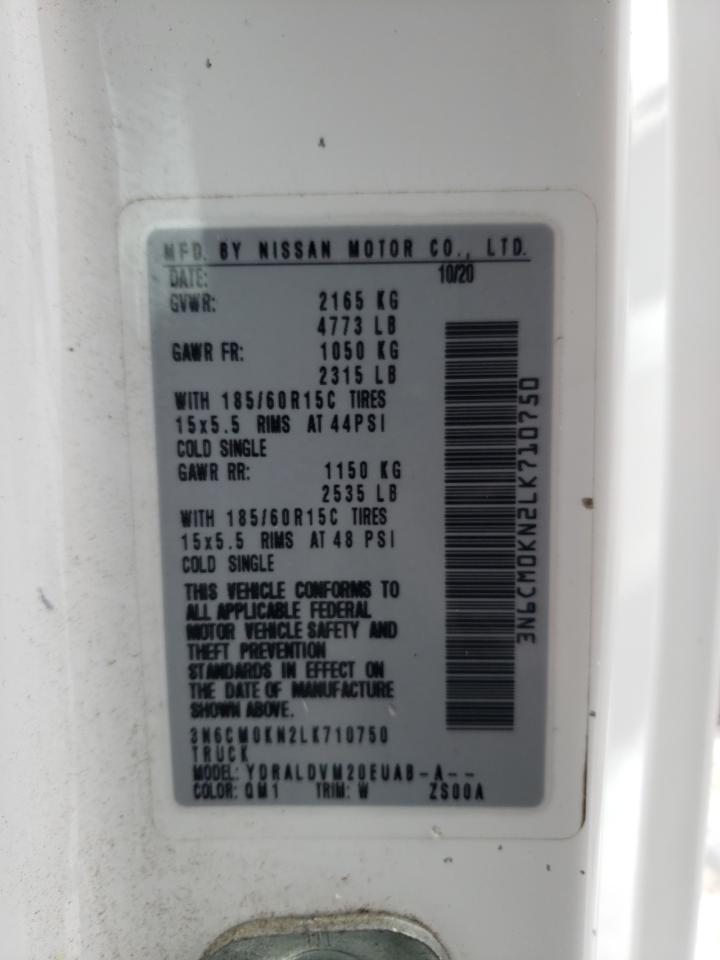 MFD. BY NISSAN MOTOR CO., LTD.
DATE: 10/20
GVWR: 2165 KG
4773 LB
GAWR FR: 1050 KG
2315 LB
WITH 185/60R15C TIRES
15x5.5 RIMS AT 44PSI
COLD SINGLE
GAWR RR: 1150 KG
2535 LB
WITH 185/60R15C TIRES
15x5.5 RIMS AT 48 PSI
COLD SINGLE
THIS VEHICLE CONFORMS TO
ALL APPLICABLE FEDERAL
MOTOR VEHICLE SAFETY AND
THEFT PREVENTION
STANDARDS IN EFFECT ON
THE DATE OF MANUFACTURE
SHOWN ABOVE.
3N6CM0KN2LK710750
TRUCK
MODEL: YDRALDVM20EUAB-A--
COLOR: QM1 TRIM: W ZS00A
3N6CM0KN2LK710750